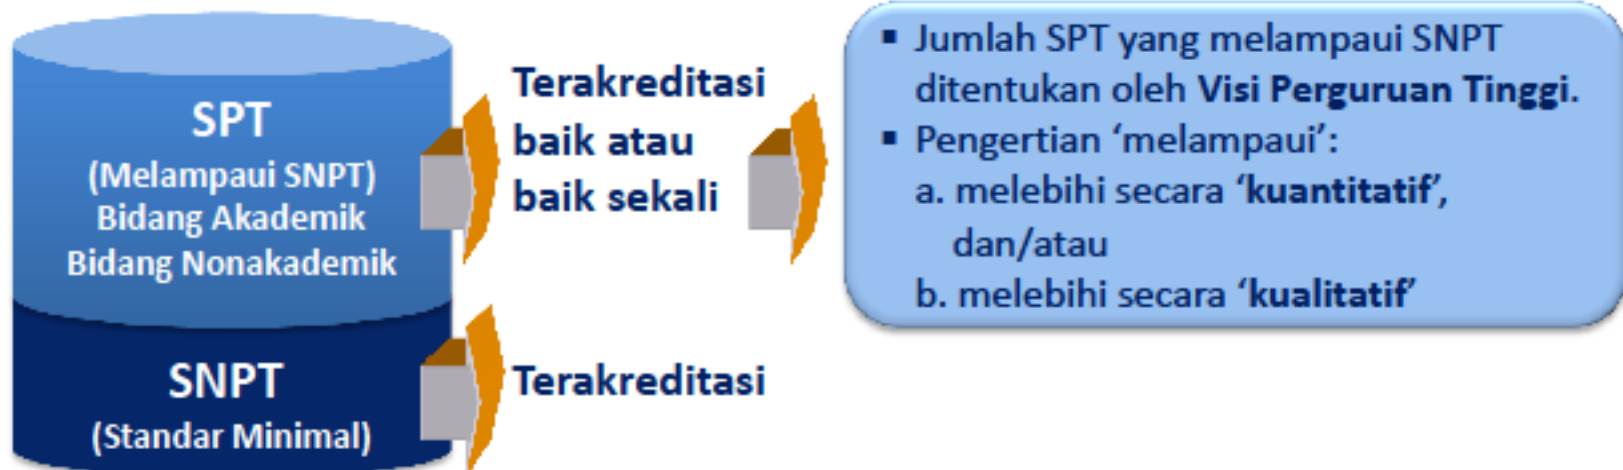 SPT
(Melampaui SNPT)
Bidang Akademik
Bidang Nonakademik
SNPT
(Standar Minimal)
Terakreditasi
baik atau
baik sekali
Terakreditasi
▪ Jumlah SPT yang melampaui SNPT
ditentukan oleh Visi Perguruan Tinggi.
▪ Pengertian ‘melampaui’:
a. melebihi secara ‘kuantitatif’,
dan/atau
b. melebihi secara ‘kualitatif’